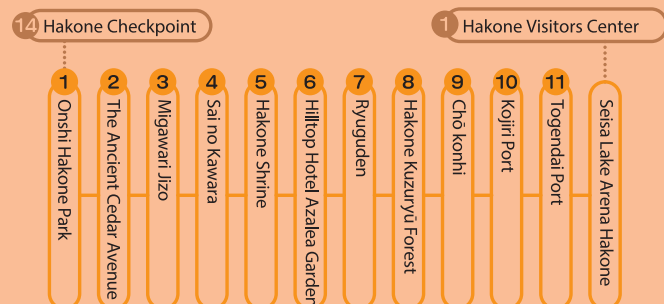 14 Hakone Checkpoint
1 Hakone Visitors Center
1 Onshi Hakone Park
2 The Ancient Cedar Avenue
3 Migawari Jizo
4 Sai no Kawara
5 Hakone Shrine
6 Hilltop Hotel Azalea Garden
7 Ryuguden
8 Hakone Kuzuryū Forest
9 Chō konhi
10 Kojiri Port
11 Togendai Port
Seisa Lake Arena Hakone